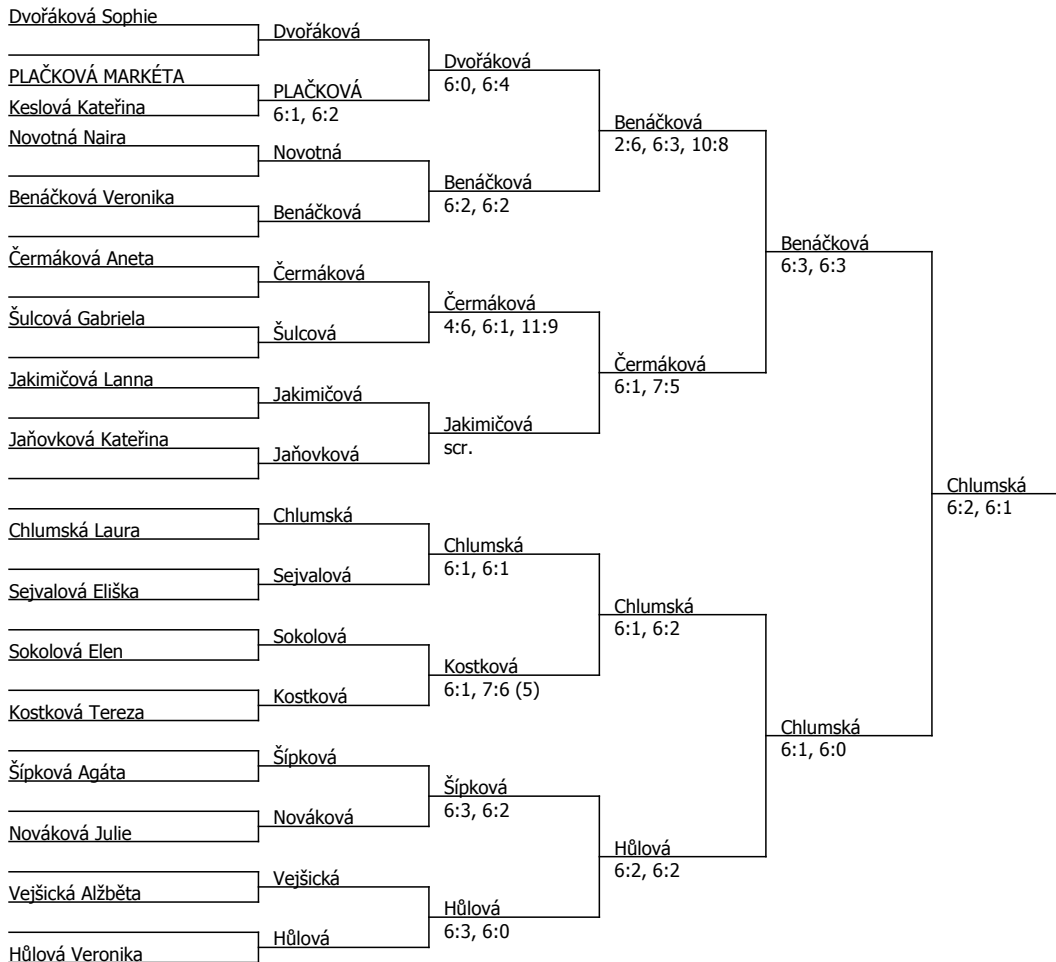 Dvořáková Sophie
Dvořáková
Dvořáková
6:0, 6:4
PLAČKOVÁ MARKÉTA
PLAČKOVÁ
6:1, 6:2
Keslová Kateřina
Benáčková
2:6, 6:3, 10:8
Novotná Naira
Novotná
Benáčková
6:2, 6:2
Benáčková Veronika
Benáčková
Benáčková
6:3, 6:3
Čermáková Aneta
Čermáková
Čermáková
4:6, 6:1, 11:9
Šulcová Gabriela
Šulcová
Čermáková
6:1, 7:5
Jakimičová Lanna
Jakimičová
Jakimičová
scr.
Jaňovková Kateřina
Jaňovková
Chlumská
6:2, 6:1
Chlumská
Chlumská Laura
Chlumská
6:1, 6:1
Sejvalová
Sejvalová Eliška
Chlumská
6:1, 6:2
Sokolová
Sokolová Elen
Kostková
6:1, 7:6 (5)
Kostková
Kostková Tereza
Chlumská
6:1, 6:0
Šípková
Šípková Agáta
Šípková
6:3, 6:2
Nováková
Nováková Julie
Hůlová
6:2, 6:2
Vejšická
Vejšická Alžběta
Hůlová
6:3, 6:0
Hůlová
Hůlová Veronika